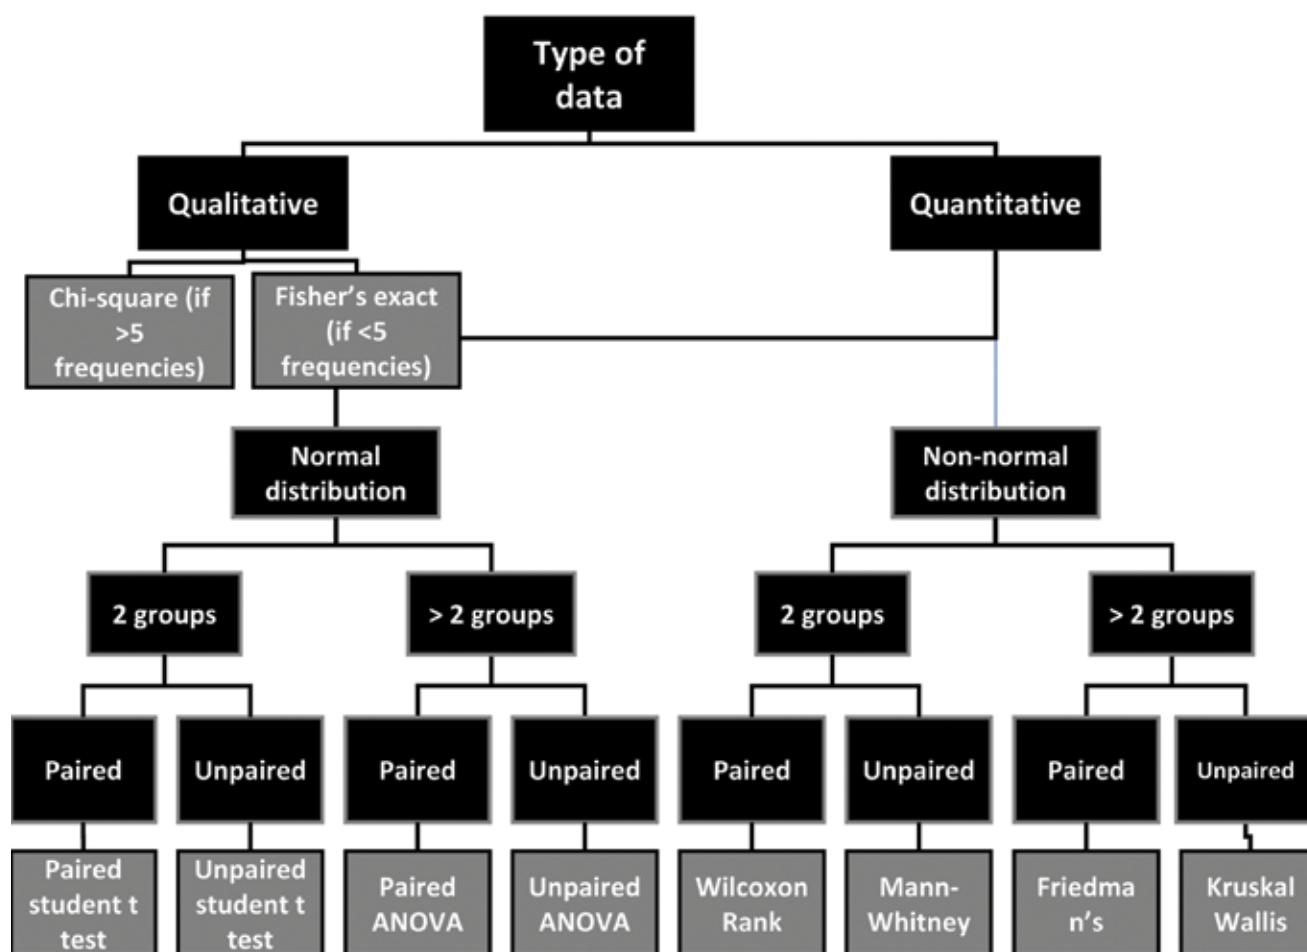 Type of
data
Qualitative
Quantitative
Chi-square (if
>5
frequencies)
Fisher's exact
(if <5
frequencies)
Normal
distribution
Non-normal
distribution
2 groups
> 2 groups
2 groups
> 2 groups
Paired
Unpaired
Paired
Unpaired
Paired
Unpaired
Paired
Unpaired
Paired
student t
test
Unpaired
student t
test
Paired
ANOVA
Unpaired
ANOVA
Wilcoxon
Rank
Mann-
Whitney
Friedma
n's
Kruskal
Wallis